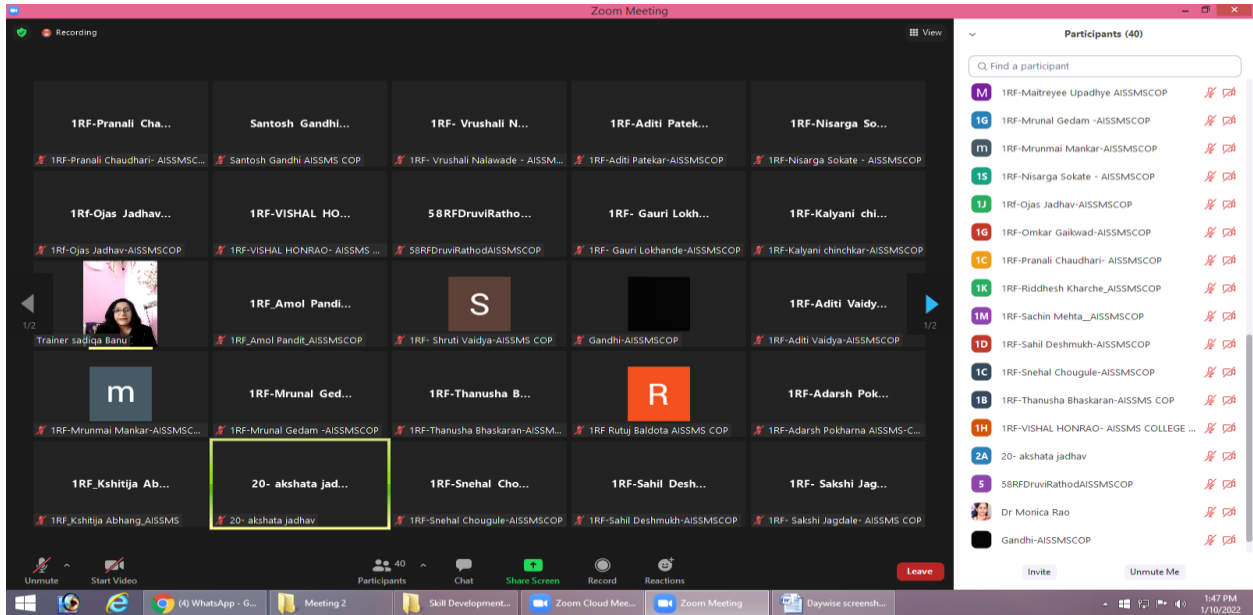 Zoom Meeting
Recording
View
1RF-Pranali Cha...
Santosh Gandhi...
1RF- Vrushali N...
1RF-Aditi Patek...
1RF-Nisarga So...
1RF-Pranali Chaudhari- AISSMSC...
Santosh Gandhi AISSMS COP
1RF- Vrushali Nalawade - AISSM...
1RF-Aditi Patekar-AISSMSCOP
1RF-Nisarga Sokate - AISSMSCOP
1Rf-Ojas Jadhav...
1RF-VISHAL HO...
58RFDruviRatho...
1RF- Gauri Lokh...
1RF-Kalyani chi...
1Rf-Ojas Jadhav-AISSMSCOP
1RF-VISHAL HONRAO- AISSMS ...
58RFDruviRathodAISSMSCOP
1RF- Gauri Lokhande-AISSMSCOP
1RF-Kalyani chinchkar-AISSMSCOP
1RF_Amol Pandi...
S
1RF-Aditi Vaidy...
1/2
1/2
Trainer sadiqa Banu
1RF_Amol Pandit_AISSMSCOP
1RF- Shruti Vaidya-AISSMS COP
Gandhi-AISSMSCOP
1RF-Aditi Vaidya-AISSMSCOP
m
1RF-Mrunal Ged...
1RF-Thanusha B...
R
1RF-Adarsh Pok...
1RF-Mrunmai Mankar-AISSMSC...
1RF-Mrunal Gedam -AISSMSCOP
1RF-Thanusha Bhaskaran-AISSM...
1RF Rutuj Baldota AISSMS COP
1RF-Adarsh Pokharna AISSMS-C...
1RF_Kshitija Ab...
20- akshata jad...
1RF-Snehal Cho...
1RF-Sahil Desh...
1RF- Sakshi Jag...
1RF_Kshitija Abhang_AISSMS
20- akshata jadhav
1RF-Snehal Chougule-AISSMSCOP
1RF-Sahil Deshmukh-AISSMSCOP
1RF- Sakshi Jagdale- AISSMS COP
Unmute
Start Video
40
Participants
Chat
Share Screen
Record
Reactions
Leave
Participants (40)
Find a participant
M 1RF-Maitreyee Upadhye AISSMSCOP
1G 1RF-Mrunal Gedam -AISSMSCOP
m 1RF-Mrunmai Mankar-AISSMSCOP
1S 1RF-Nisarga Sokate - AISSMSCOP
1J 1Rf-Ojas Jadhav-AISSMSCOP
1G 1RF-Omkar Gaikwad-AISSMSCOP
1C 1RF-Pranali Chaudhari- AISSMSCOP
1K 1RF-Riddhesh Kharche_AISSMSCOP
1M 1RF-Sachin Mehta__AISSMSCOP
1D 1RF-Sahil Deshmukh-AISSMSCOP
1C 1RF-Snehal Chougule-AISSMSCOP
1B 1RF-Thanusha Bhaskaran-AISSMS COP
1H 1RF-VISHAL HONRAO- AISSMS COLLEGE ...
2A 20- akshata jadhav
5 58RFDruviRathodAISSMSCOP
Dr Monica Rao
Gandhi-AISSMSCOP
Invite
Unmute Me
(4) WhatsApp - G...
Meeting 2
Skill Development...
Zoom Cloud Mee...
Zoom Meeting
Daywise screensh...
1:47 PM
1/10/2022